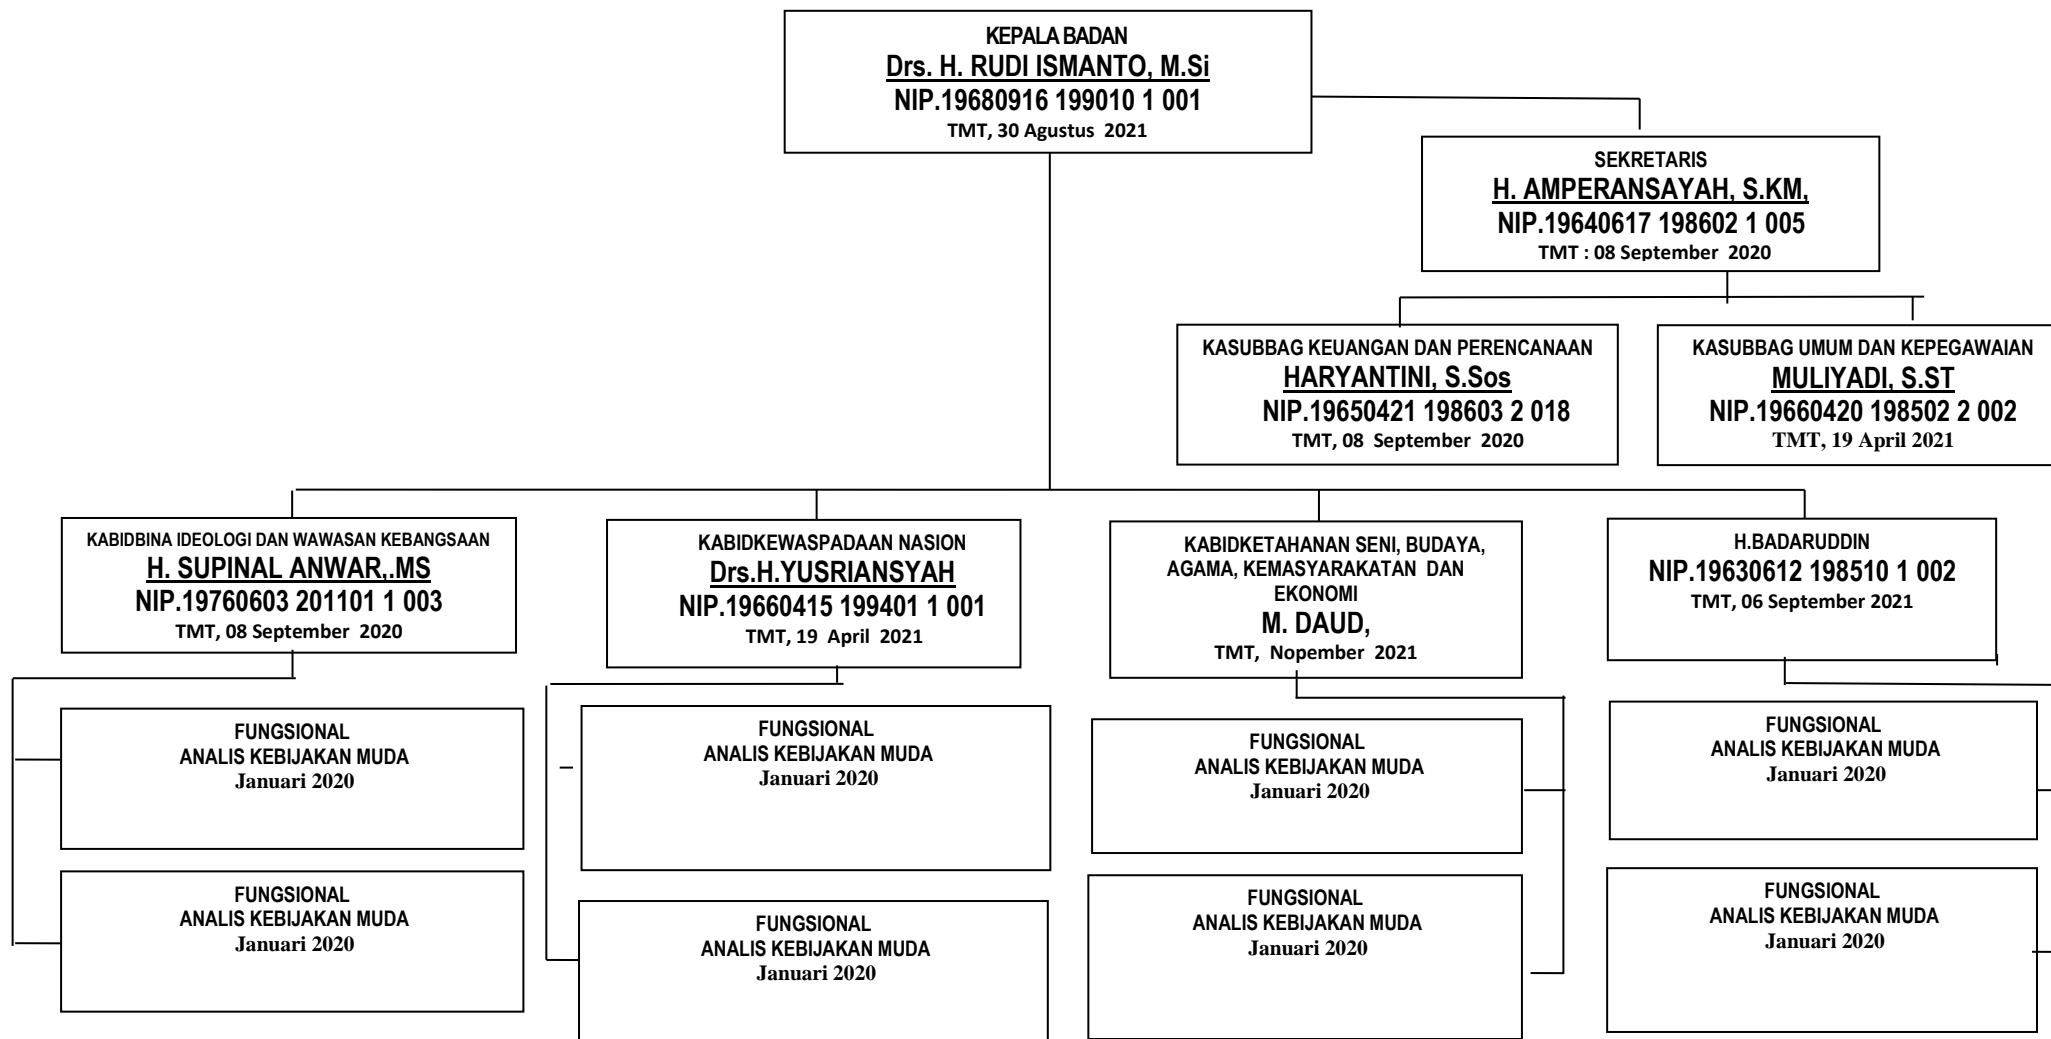 KEPALA BADAN
Drs. H. RUDI ISMANTO, M.Si
NIP.19680916 199010 1 001
TMT, 30 Agustus 2021
SEKRETARIS
H. AMPERANSAYAH, S.KM,
NIP.19640617 198602 1 005
TMT : 08 September 2020
KASUBBAG KEUANGAN DAN PERENCANAAN
HARYANTINI, S.Sos
NIP.19650421 198603 2 018
TMT, 08 September 2020
KASUBBAG UMUM DAN KEPEGAWAIAN
MULIYADI, S.ST
NIP.19660420 198502 2 002
TMT, 19 April 2021
KABIDBINA IDEOLOGI DAN WAWASAN KEBANGSAAN
H. SUPINAL ANWAR,.MS
NIP.19760603 201101 1 003
TMT, 08 September 2020
KABIDKEWASPADAAN NASION
Drs.H.YUSRIANSYAH
NIP.19660415 199401 1 001
TMT, 19 April 2021
KABIDKETAHANAN SENI, BUDAYA,
AGAMA, KEMASYARAKATAN DAN
EKONOMI
M. DAUD,
TMT, Nopember 2021
H.BADARUDDIN
NIP.19630612 198510 1 002
TMT, 06 September 2021
FUNGSIONAL
ANALIS KEBIJAKAN MUDA
Januari 2020
FUNGSIONAL
ANALIS KEBIJAKAN MUDA
Januari 2020
FUNGSIONAL
ANALIS KEBIJAKAN MUDA
Januari 2020
FUNGSIONAL
ANALIS KEBIJAKAN MUDA
Januari 2020
FUNGSIONAL
ANALIS KEBIJAKAN MUDA
Januari 2020
FUNGSIONAL
ANALIS KEBIJAKAN MUDA
Januari 2020
FUNGSIONAL
ANALIS KEBIJAKAN MUDA
Januari 2020
FUNGSIONAL
ANALIS KEBIJAKAN MUDA
Januari 2020